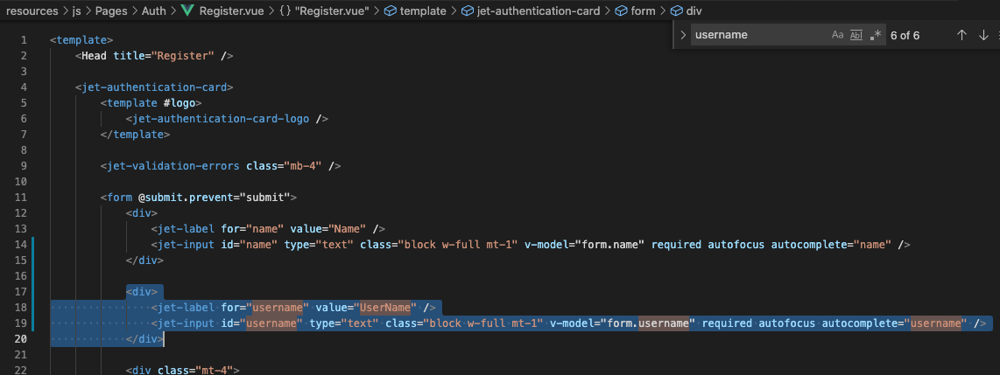 resources > js > Pages > Auth > Register.vue > {} "Register.vue" > template > jet-authentication-card > form > div
username Aa Abl .* 6 of 6
1 <template>
2 <Head title="Register" />
3
4 <jet-authentication-card>
5 <template #logo>
6 <jet-authentication-card-logo />
7 </template>
8
9 <jet-validation-errors class="mb-4" />
10
11 <form @submit.prevent="submit">
12 <div>
13 <jet-label for="name" value="Name" />
14 <jet-input id="name" type="text" class="block w-full mt-1" v-model="form.name" required autofocus autocomplete="name" />
15 </div>
16
17 <div>
18 <jet-label for="username" value="UserName" />
19 <jet-input id="username" type="text" class="block w-full mt-1" v-model="form.username" required autofocus autocomplete="username" />
20 </div>
21
22 <div class="mt-4">